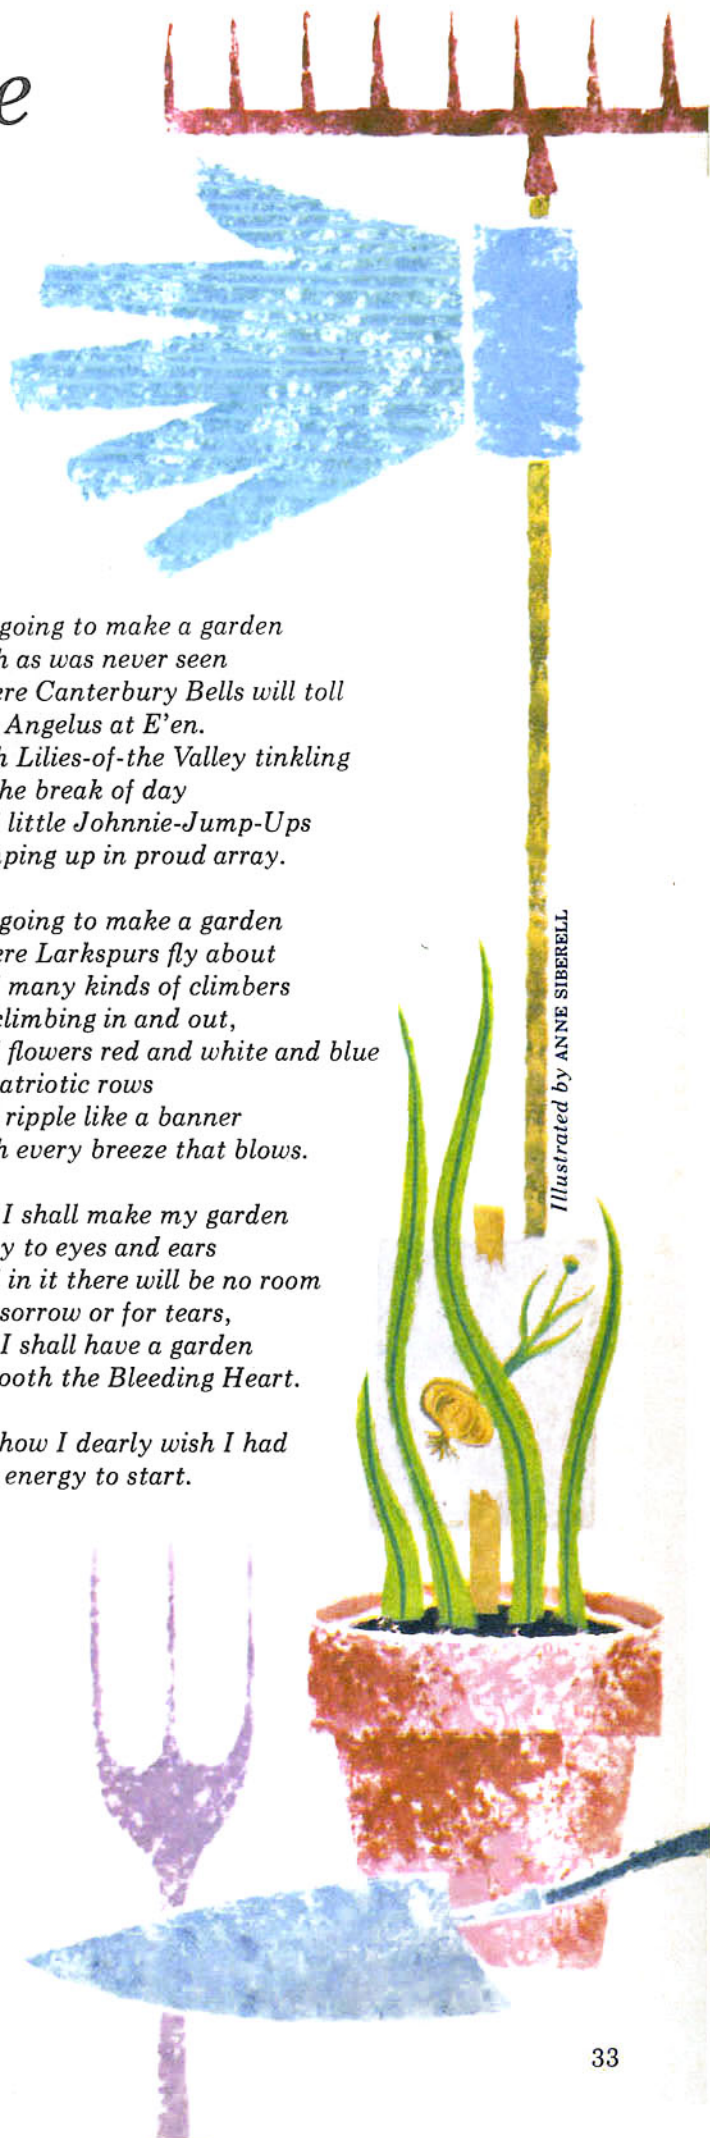 e
going to make a garden
h as was never seen
ere Canterbury Bells will toll
Angelus at E'en.
h Lilies-of-the Valley tinkling
he break of day
little Johnnie-Jump-Ups
ping up in proud array.
going to make a garden
ere Larkspurs fly about
many kinds of climbers
climbing in and out,
flowers red and white and blue
atriotic rows
ripple like a banner
h every breeze that blows.
I shall make my garden
y to eyes and ears
in it there will be no room
sorrow or for tears,
I shall have a garden
ooth the Bleeding Heart.
how I dearly wish I had
energy to start.
Illustrated by ANNE SIBERELL
33